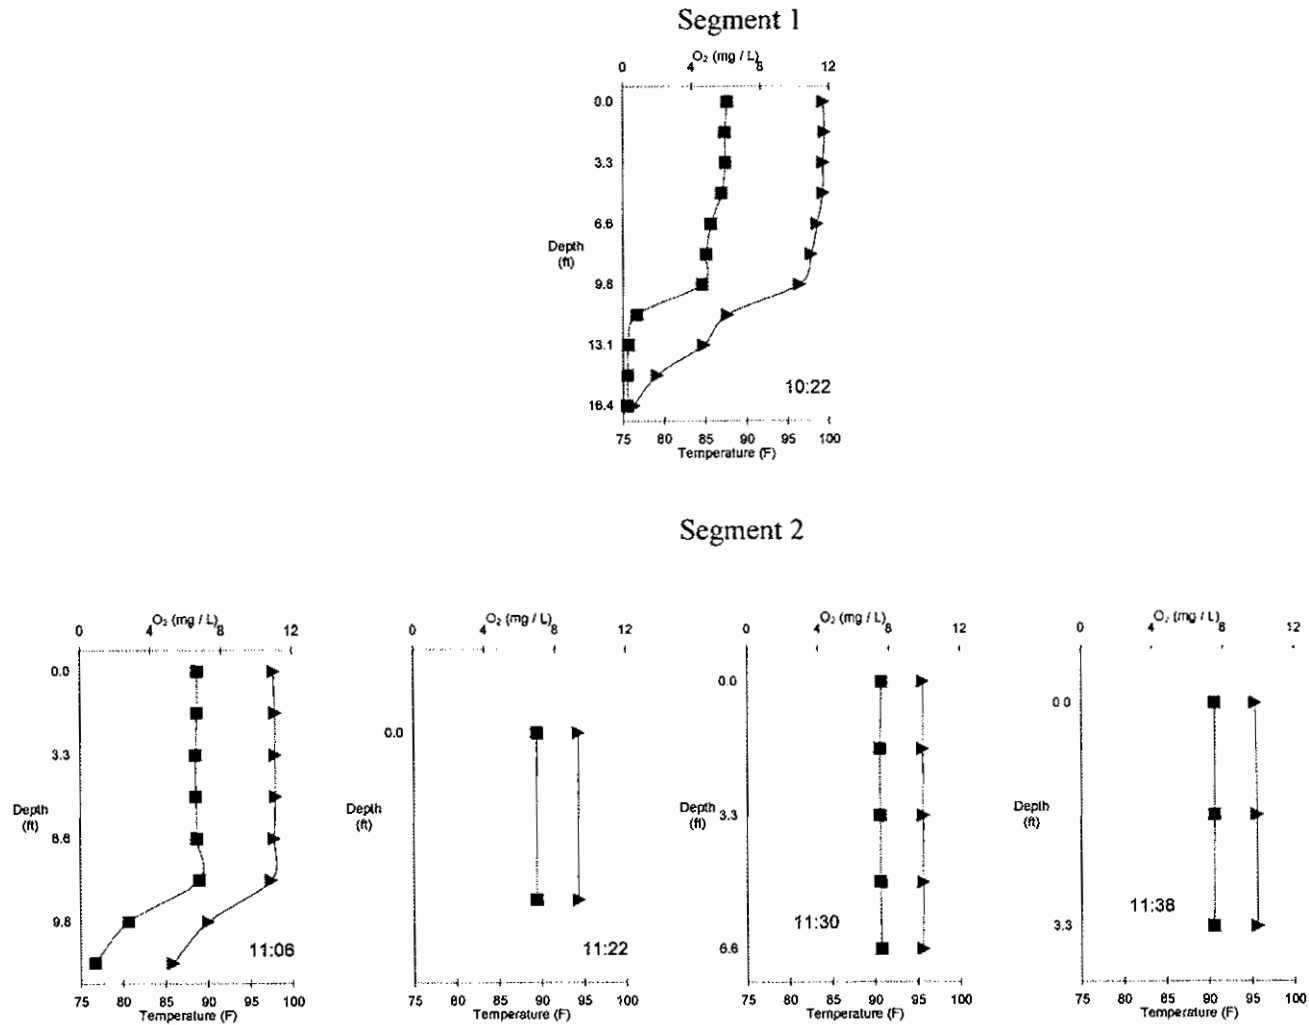 Segment 1
O₂ (mg / L)
0 4 8 12
0.0
3.3
6.6
Depth
(ft)
9.8
13.1
16.4
10:22
75 80 85 90 95 100
Temperature (F)
Segment 2
O₂ (mg / L)
0 4 8 12
0.0
3.3
Depth
(ft)
6.6
9.8
11:06
75 80 85 90 95 100
Temperature (F)
O₂ (mg / L)
0 4 8 12
0.0
Depth
(ft)
11:22
75 80 85 90 95 100
Temperature (F)
O₂ (mg / L)
0 4 8 12
0.0
Depth
(ft)
3.3
11:30
6.6
75 80 85 90 95 100
Temperature (F)
O₂ (mg / L)
0 4 8 12
0.0
Depth
(ft)
11:38
3.3
75 80 85 90 95 100
Temperature (F)